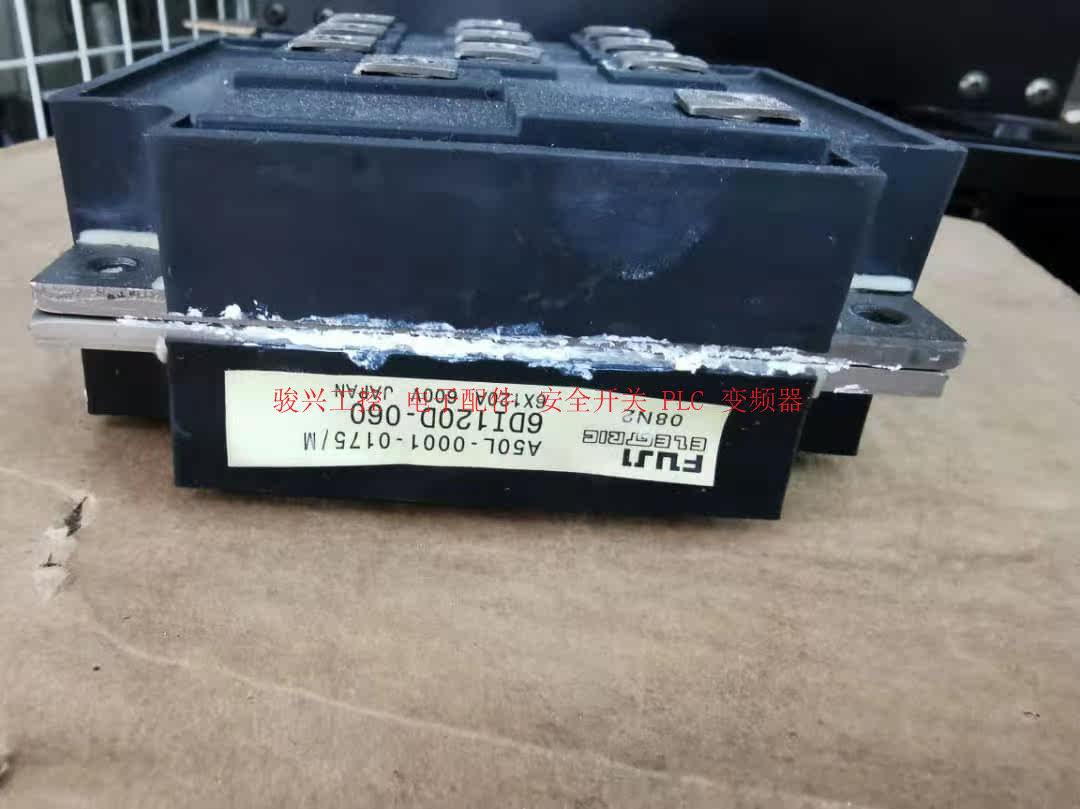 FUJI
ELECTRIC
A50L-0001-0175/M
6DI120D-060
08N2
6X120A 600V JAPAN
骏兴工控 电子配件 安全开关 PLC 变频器